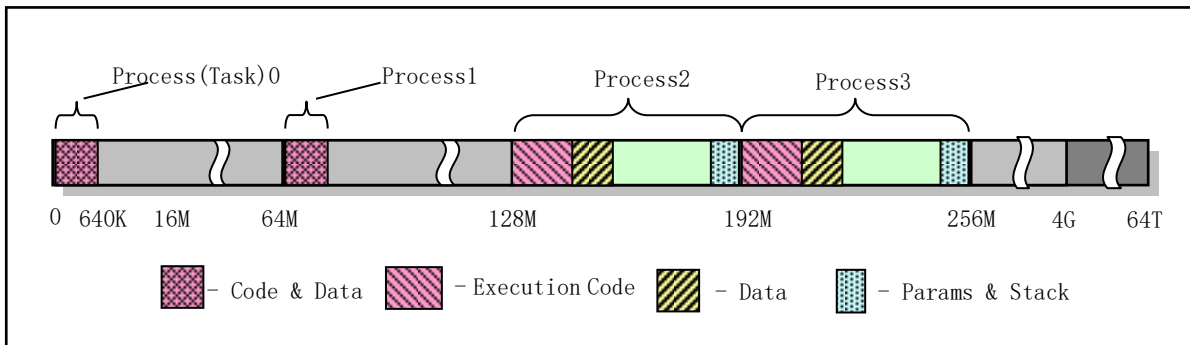 Process(Task)0 Process1 Process2 Process3
0 640K 16M 64M 128M 192M 256M 4G 64T
- Code & Data - Execution Code - Data - Params & Stack